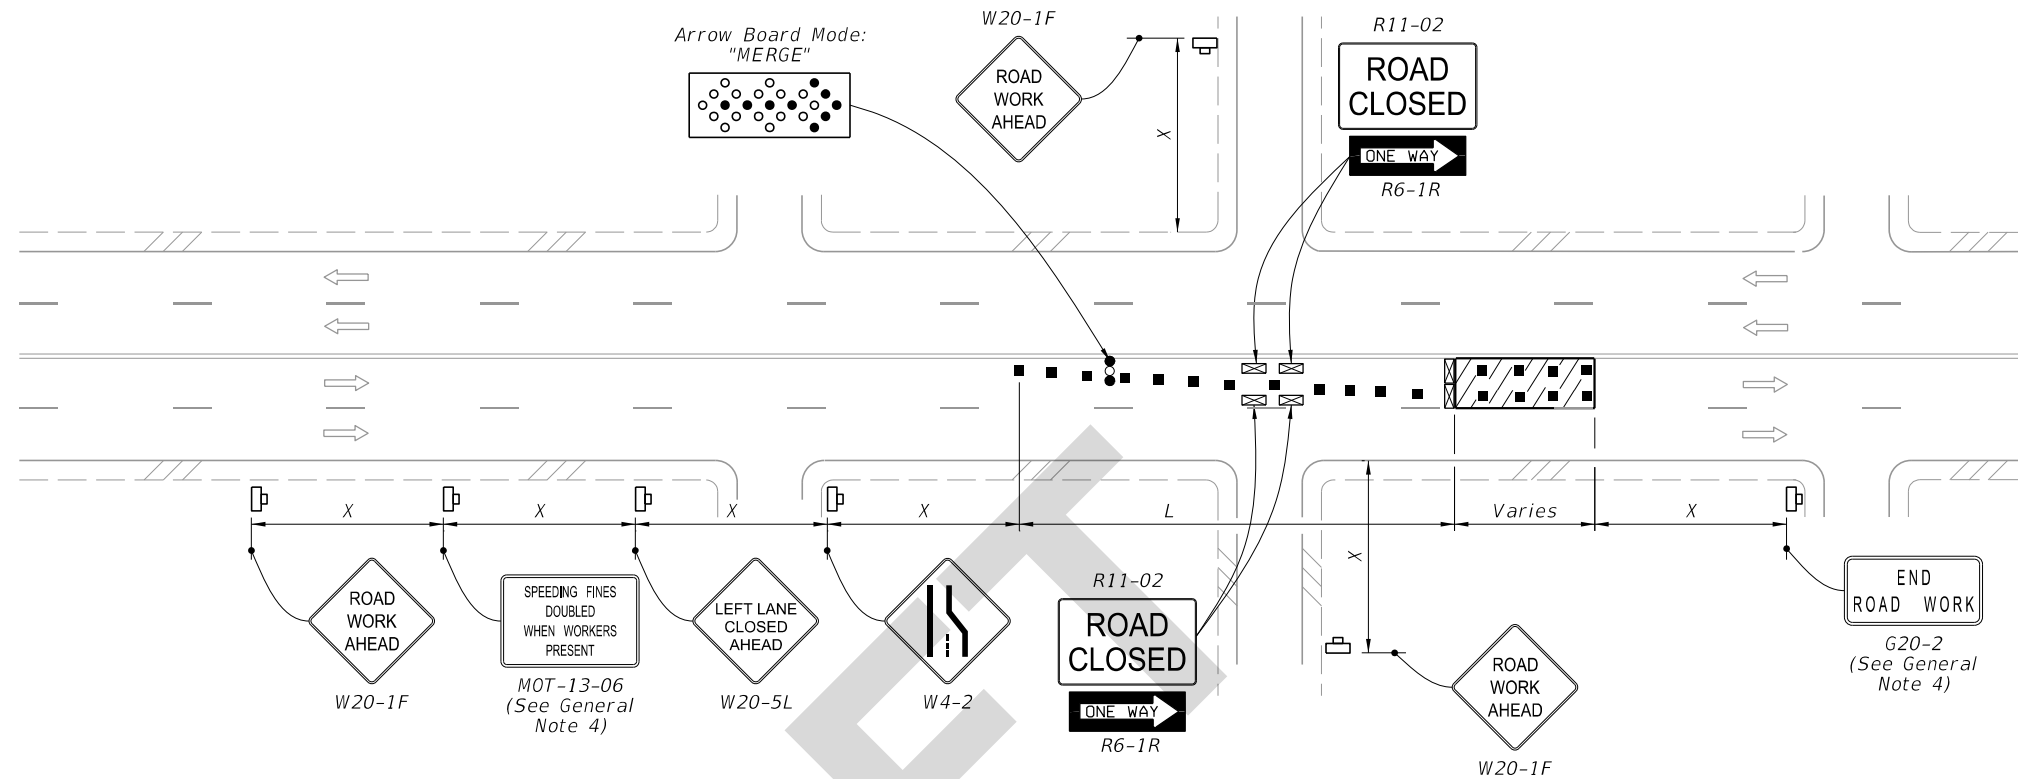 Arrow Board Mode:
"MERGE"
W20-1F
ROAD
WORK
AHEAD
X
R11-02
ROAD
CLOSED
ONE WAY
R6-1R
X
X
X
X
L
Varies
X
X
ROAD
WORK
AHEAD
W20-1F
SPEEDING FINES
DOUBLED
WHEN WORKERS
PRESENT
MOT-13-06
(See General
Note 4)
LEFT LANE
CLOSED
AHEAD
W20-5L
W4-2
R11-02
ROAD
CLOSED
ONE WAY
R6-1R
ROAD
WORK
AHEAD
W20-1F
END
ROAD WORK
G20-2
(See General
Note 4)